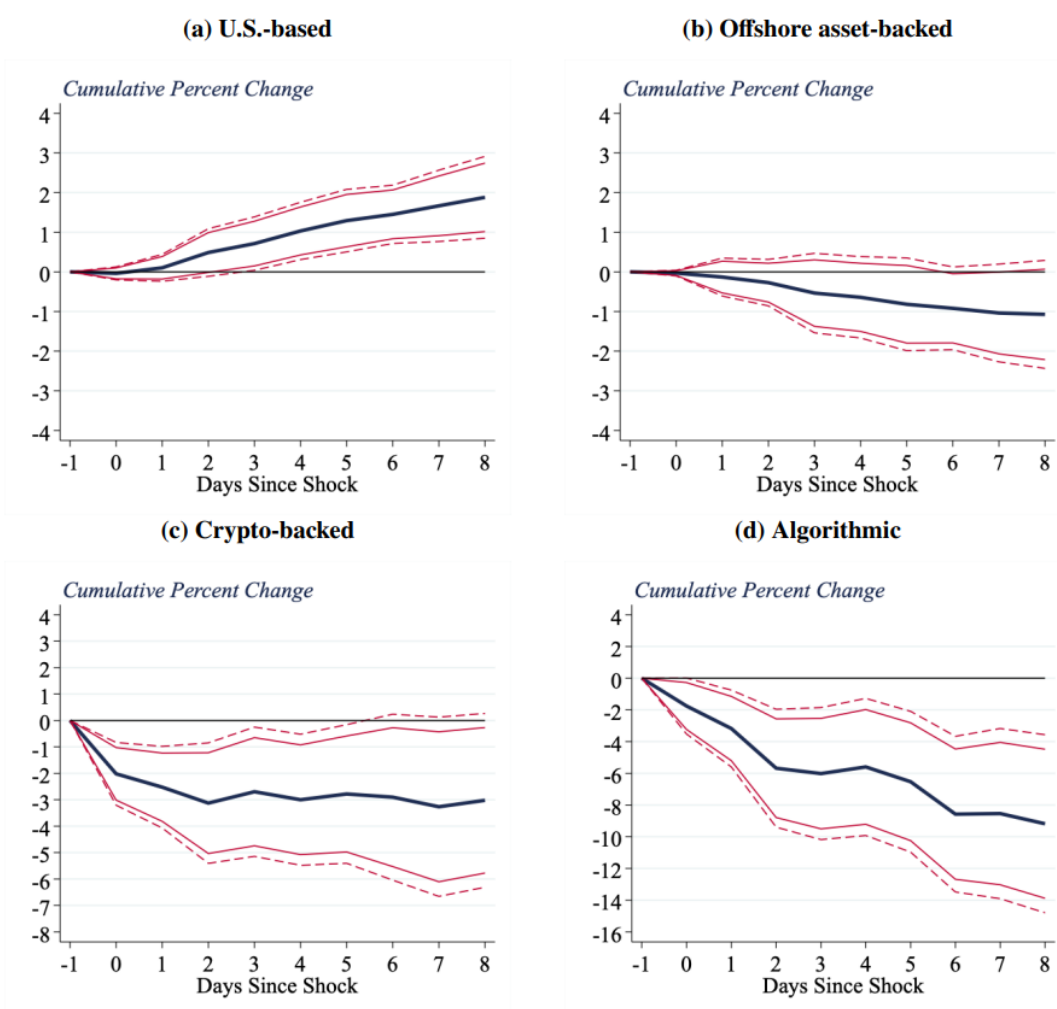 (a) U.S.-based
Cumulative Percent Change
4
3
2
1
0
-1
-2
-3
-4
-1 0 1 2 3 4 5 6 7 8
Days Since Shock
(b) Offshore asset-backed
Cumulative Percent Change
4
3
2
1
0
-1
-2
-3
-4
-1 0 1 2 3 4 5 6 7 8
Days Since Shock
(c) Crypto-backed
Cumulative Percent Change
4
3
2
1
0
-1
-2
-3
-4
-5
-6
-7
-8
-1 0 1 2 3 4 5 6 7 8
Days Since Shock
(d) Algorithmic
Cumulative Percent Change
4
2
0
-2
-4
-6
-8
-10
-12
-14
-16
-1 0 1 2 3 4 5 6 7 8
Days Since Shock